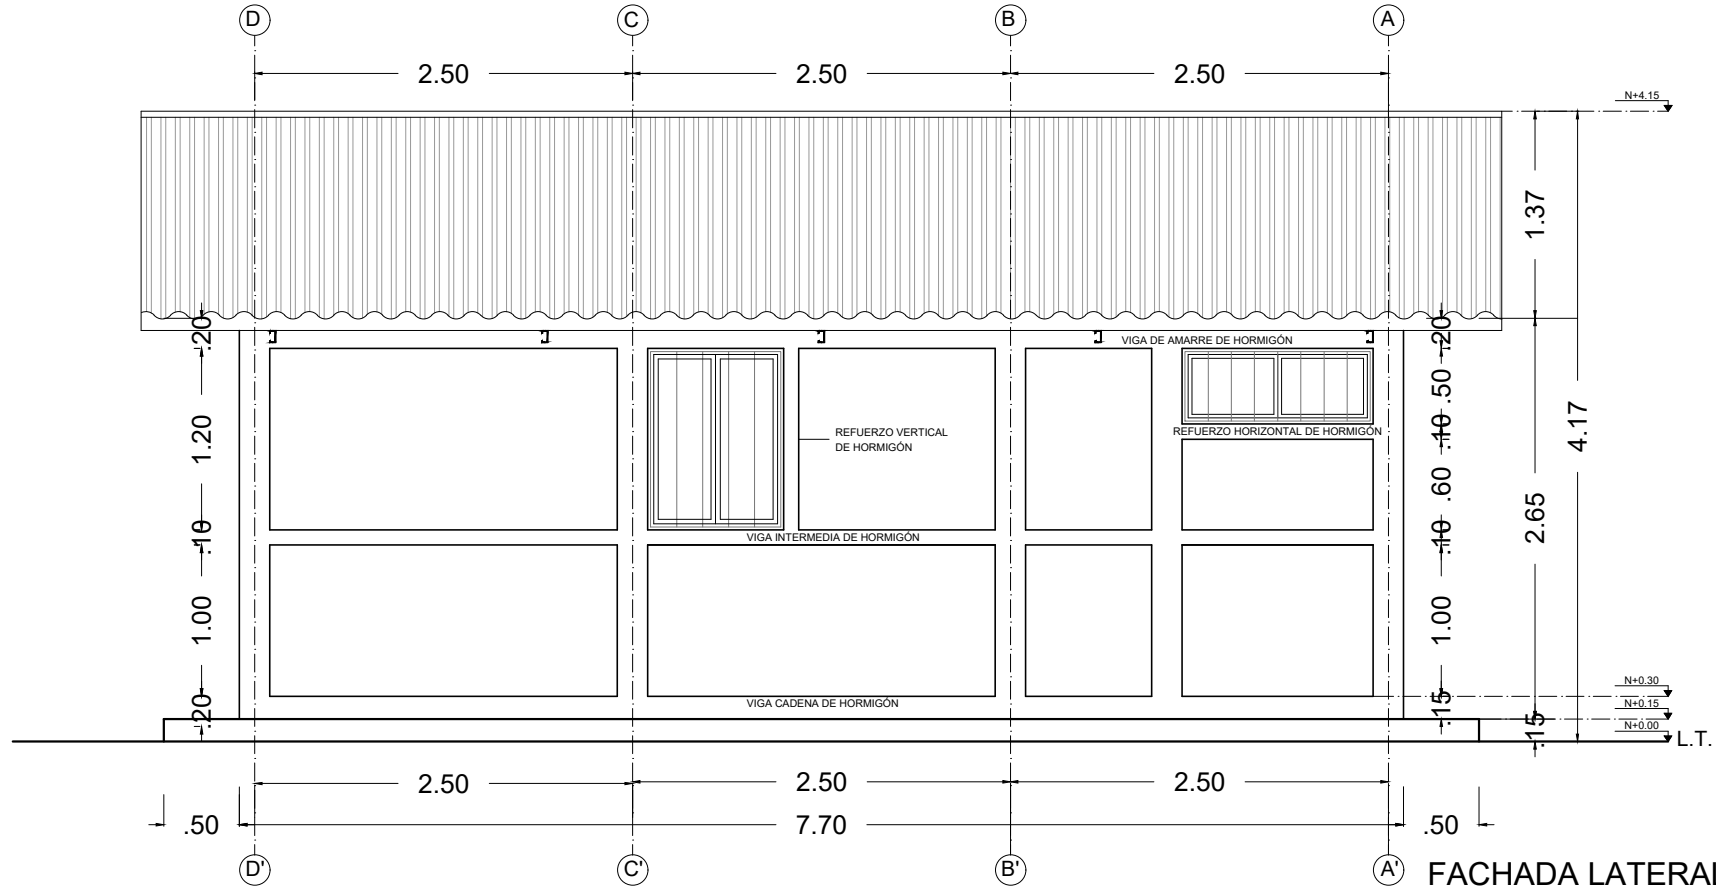 D C B A
2.50 2.50 2.50
N+4.15
1.37
.20 .20
VIGA DE AMARRE DE HORMIGÓN
.50
4.17
1.20
REFUERZO VERTICAL
DE HORMIGÓN
REFUERZO HORIZONTAL DE HORMIGÓN
.10
.60
2.65
.10 .10
VIGA INTERMEDIA DE HORMIGÓN
1.00 1.00
N+0.30
.20
VIGA CADENA DE HORMIGÓN
.15
N+0.15
.15
N+0.00
L.T.
2.50 2.50 2.50
.50 7.70 .50
D' C' B' A'
FACHADA LATERAL